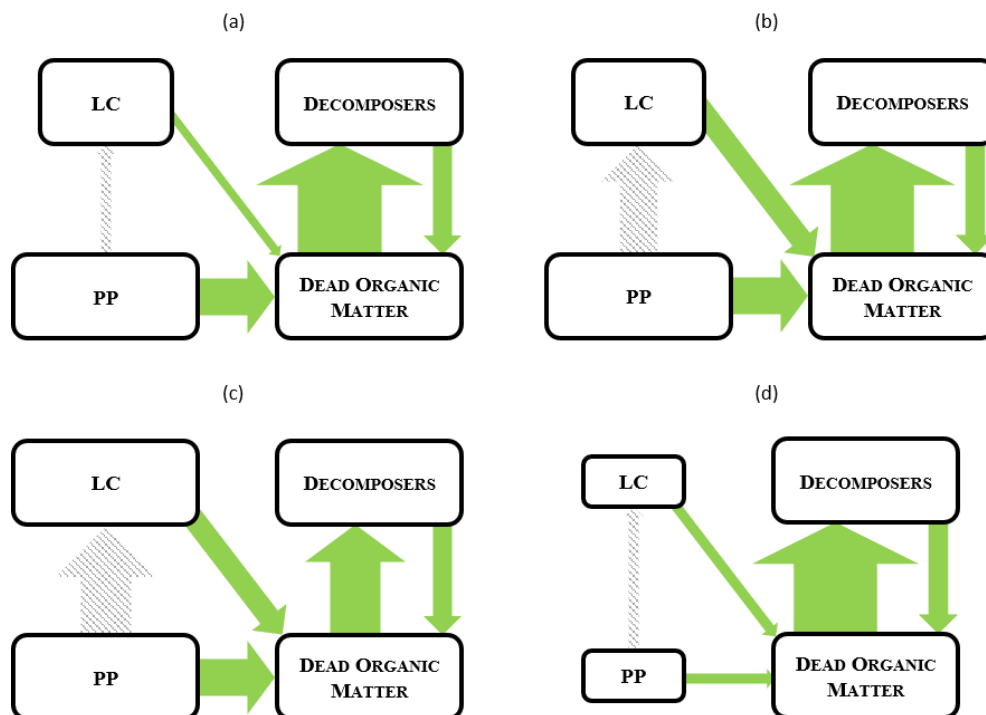 (a)
LC
DECOMPOSERS
PP
DEAD ORGANIC
MATTER
(b)
LC
DECOMPOSERS
PP
DEAD ORGANIC
MATTER
(c)
LC
DECOMPOSERS
PP
DEAD ORGANIC
MATTER
(d)
LC
DECOMPOSERS
PP
DEAD ORGANIC
MATTER